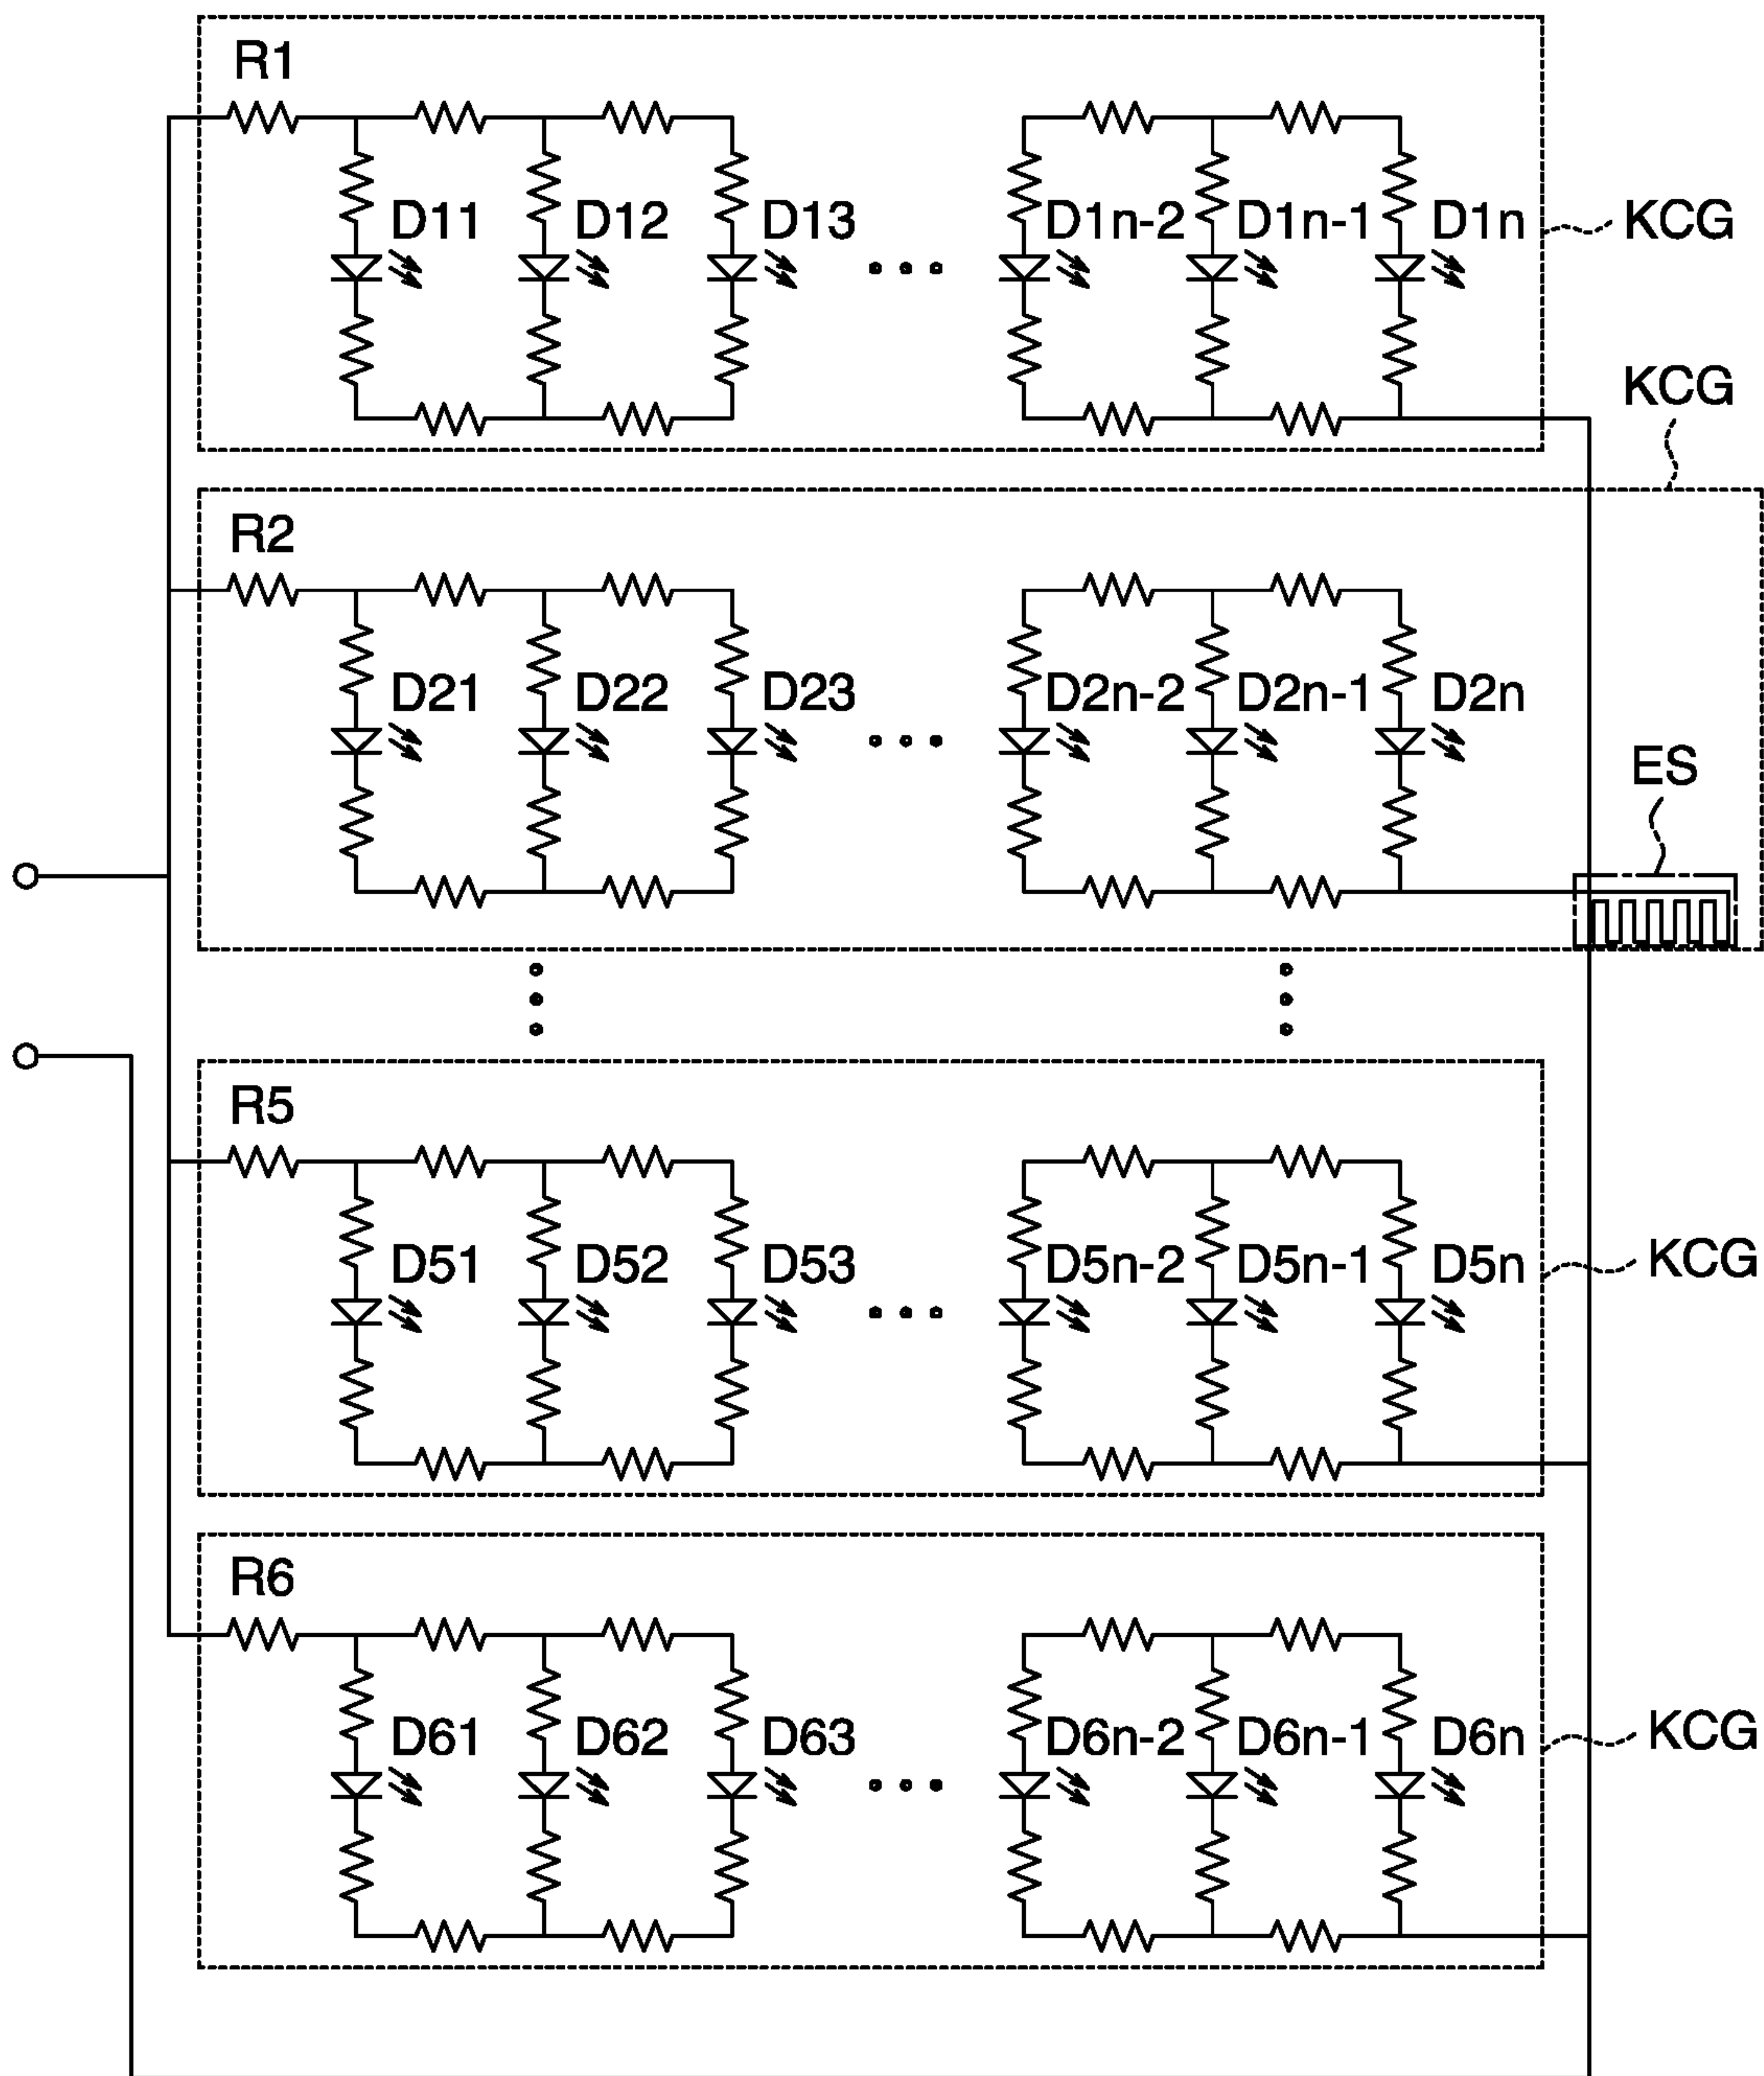 R1
D11 D12 D13 D1n-2 D1n-1 D1n KCG
KCG
R2
D21 D22 D23 D2n-2 D2n-1 D2n
ES
R5
D51 D52 D53 D5n-2 D5n-1 D5n KCG
R6
D61 D62 D63 D6n-2 D6n-1 D6n KCG